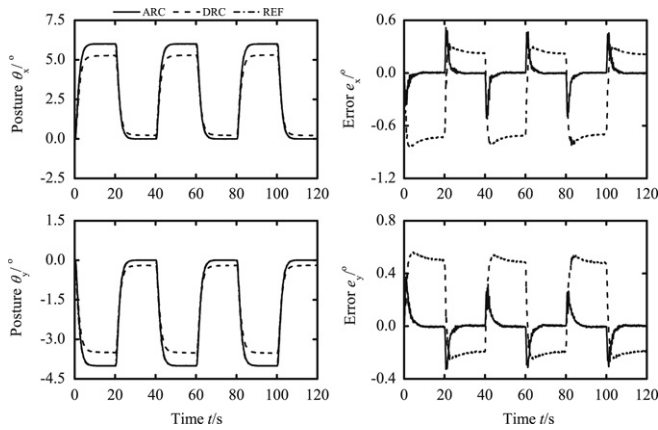 ARC DRC REF
Posture θx/°
7.5
5.0
2.5
0.0
-2.5
0 20 40 60 80 100 120
Error ex/°
0.6
0.0
-0.6
-1.2
0 20 40 60 80 100 120
Posture θy/°
1.5
0.0
-1.5
-3.0
-4.5
0 20 40 60 80 100 120
Time t/s
Error ey/°
0.8
0.4
0.0
-0.4
0 20 40 60 80 100 120
Time t/s